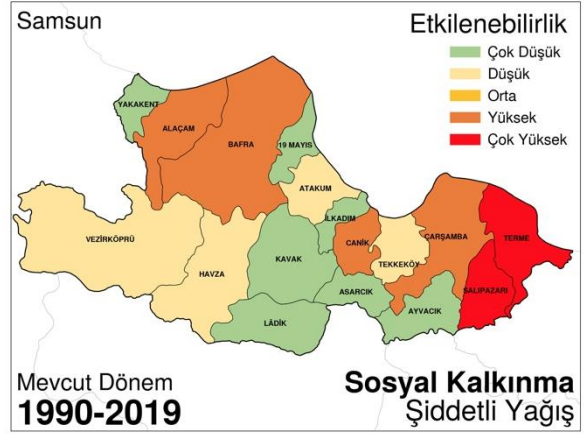 Samsun
Etkilenebilirlik
Çok Düşük
Düşük
Orta
Yüksek
Çok Yüksek
YAKAKENT
ALAÇAM
BAFRA
19 MAYIS
ATAKUM
İLKADIM
CANİK
TEKKEKÖY
ÇARŞAMBA
TERME
VEZİRKÖPRÜ
HAVZA
KAVAK
ASARCIK
SALIPAZARI
AYVACIK
LÂDİK
Mevcut Dönem
1990-2019
Sosyal Kalkınma
Şiddetli Yağış